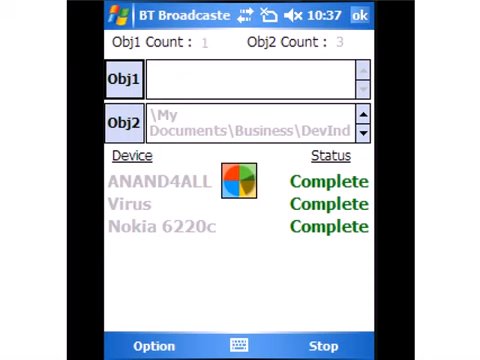 BT Broadcaste 10:37 ok
Obj1 Count : 1 Obj2 Count : 3
Obj1
Obj2 \My
Documents\Business\DevInd
Device Status
ANAND4ALL Complete
Virus Complete
Nokia 6220c Complete
Option Stop